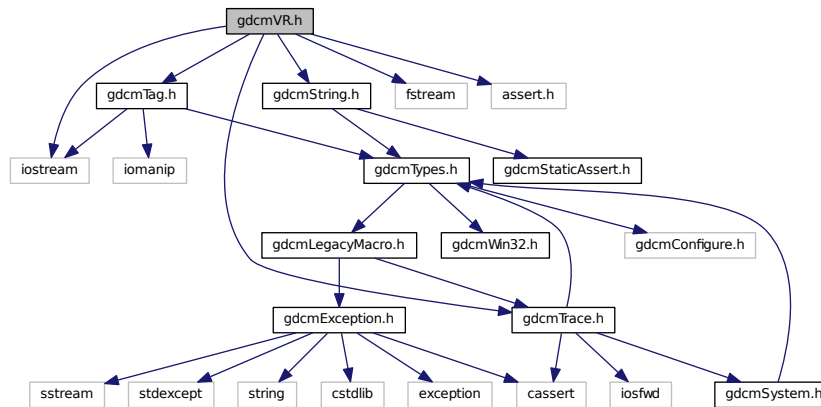 gdcmVR.h
gdcmTag.h
gdcmString.h
fstream
assert.h
iostream
iomanip
gdcmTypes.h
gdcmStaticAssert.h
gdcmLegacyMacro.h
gdcmWin32.h
gdcmConfigure.h
gdcmException.h
gdcmTrace.h
sstream
stdexcept
string
cstdlib
exception
cassert
iosfwd
gdcmSystem.h